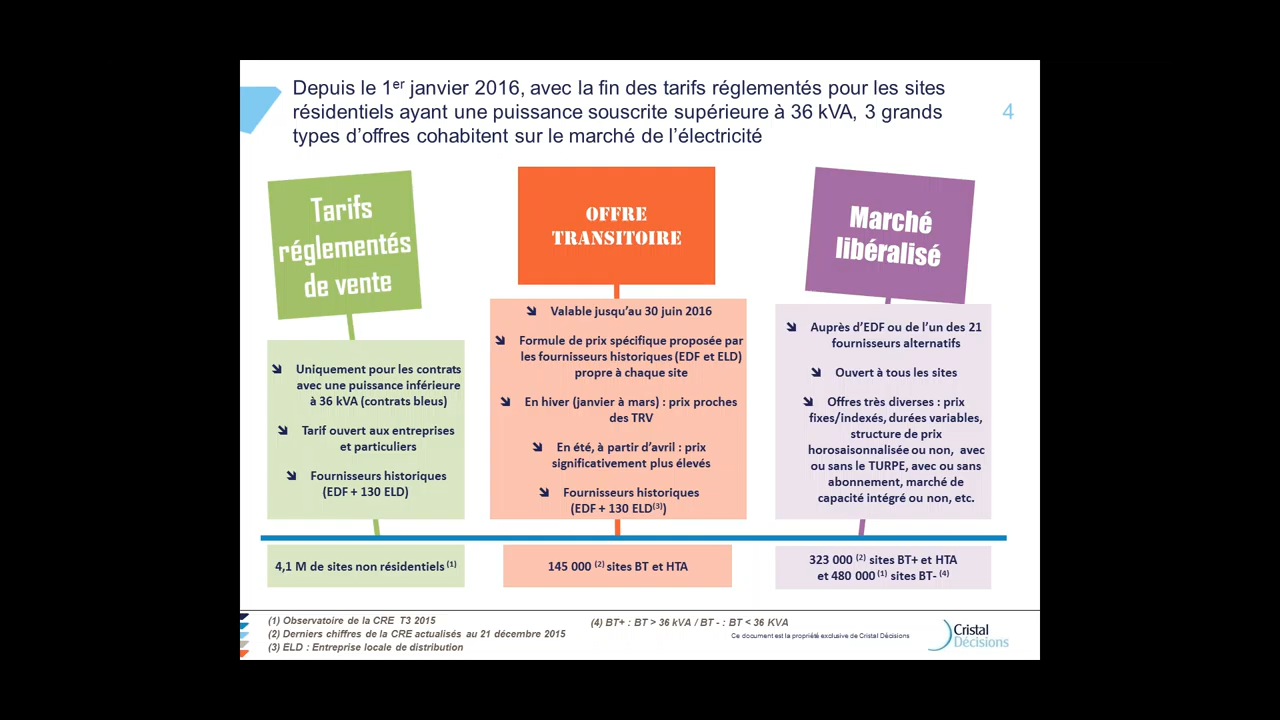 Depuis le 1er janvier 2016, avec la fin des tarifs réglementés pour les sites
résidentiels ayant une puissance souscrite supérieure à 36 kVA, 3 grands
types d'offres cohabitent sur le marché de l'électricité
4
Tarifs
réglementés
de vente
➘ Uniquement pour les contrats
avec une puissance inférieure
à 36 kVA (contrats bleus)
➘ Tarif ouvert aux entreprises
et particuliers
➘ Fournisseurs historiques
(EDF + 130 ELD)
4,1 M de sites non résidentiels (1)
OFFRE
TRANSITOIRE
➘ Valable jusqu'au 30 juin 2016
➘ Formule de prix spécifique proposée par
les fournisseurs historiques (EDF et ELD)
propre à chaque site
➘ En hiver (janvier à mars) : prix proches
des TRV
➘ En été, à partir d'avril : prix
significativement plus élevés
➘ Fournisseurs historiques
(EDF + 130 ELD(3))
145 000 (2) sites BT et HTA
Marché
libéralisé
➘ Auprès d'EDF ou de l'un des 21
fournisseurs alternatifs
➘ Ouvert à tous les sites
➘ Offres très diverses : prix
fixes/indexés, durées variables,
structure de prix
horosaisonnalisée ou non, avec
ou sans le TURPE, avec ou sans
abonnement, marché de
capacité intégré ou non, etc.
323 000 (2) sites BT+ et HTA
et 480 000 (1) sites BT- (4)
(1) Observatoire de la CRE T3 2015
(2) Derniers chiffres de la CRE actualisés au 21 décembre 2015
(3) ELD : Entreprise locale de distribution
(4) BT+ : BT > 36 kVA / BT - : BT < 36 KVA
Ce document est la propriété exclusive de Cristal Décisions
Cristal
Décisions